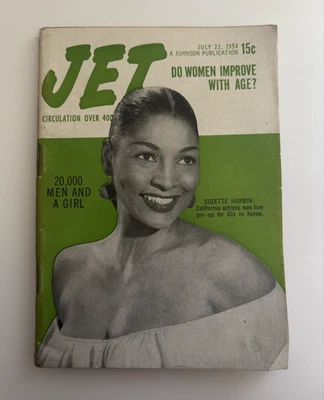 JULY 22, 1954
A JOHNSON PUBLICATION
15c
JET
DO WOMEN IMPROVE
WITH AGE?
CIRCULATION OVER 400
20,000
MEN AND
A GIRL
SUZETTE HARBIN:
California actress was live
pin-up for GIs in Korea.